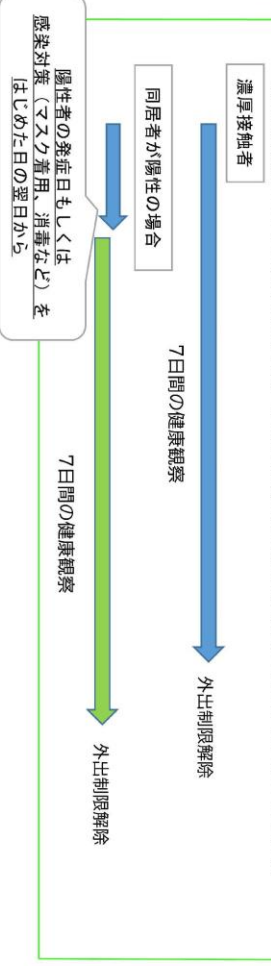 濃厚接触者
7日間の健康観察
外出制限解除
同居者が陽性の場合
7日間の健康観察
外出制限解除
陽性者の発症日もしくは
感染対策（マスク着用、消毒など）を
はじめた日の翌日から